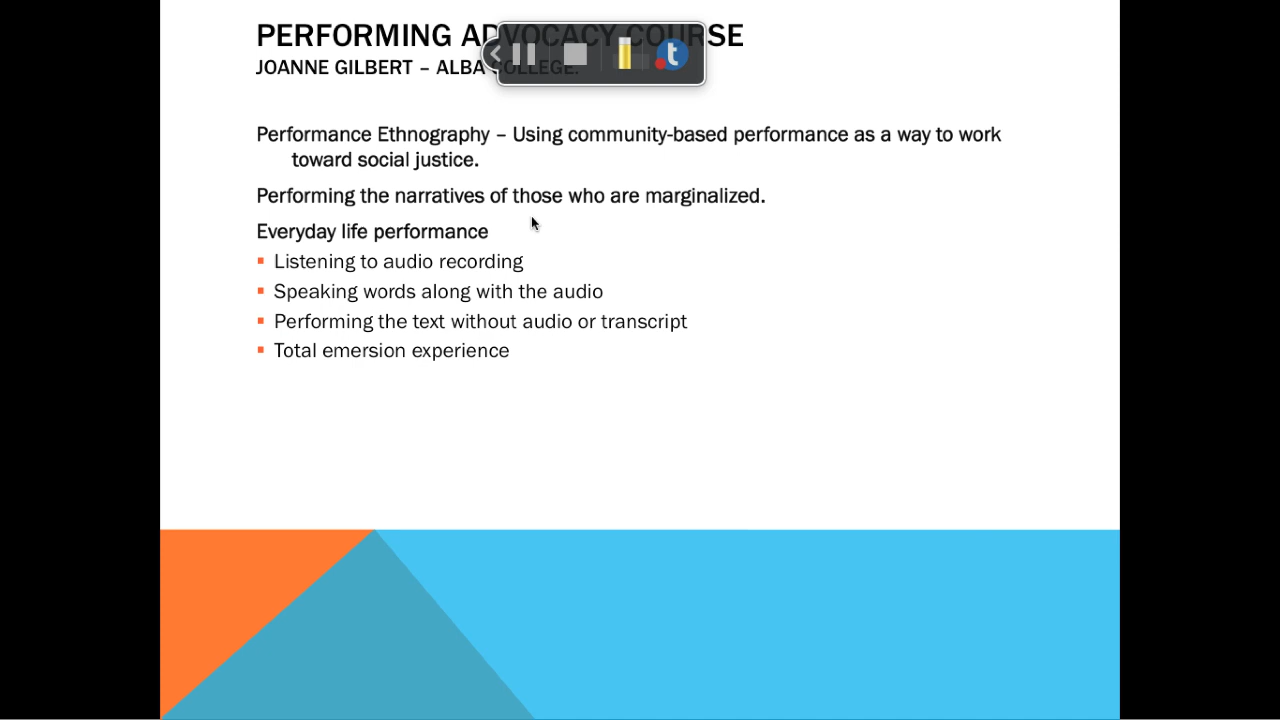 PERFORMING ADVOCACY COURSE
JOANNE GILBERT – ALBA COLLEGE.
Performance Ethnography – Using community-based performance as a way to work
toward social justice.
Performing the narratives of those who are marginalized.
Everyday life performance
Listening to audio recording
Speaking words along with the audio
Performing the text without audio or transcript
Total emersion experience
t